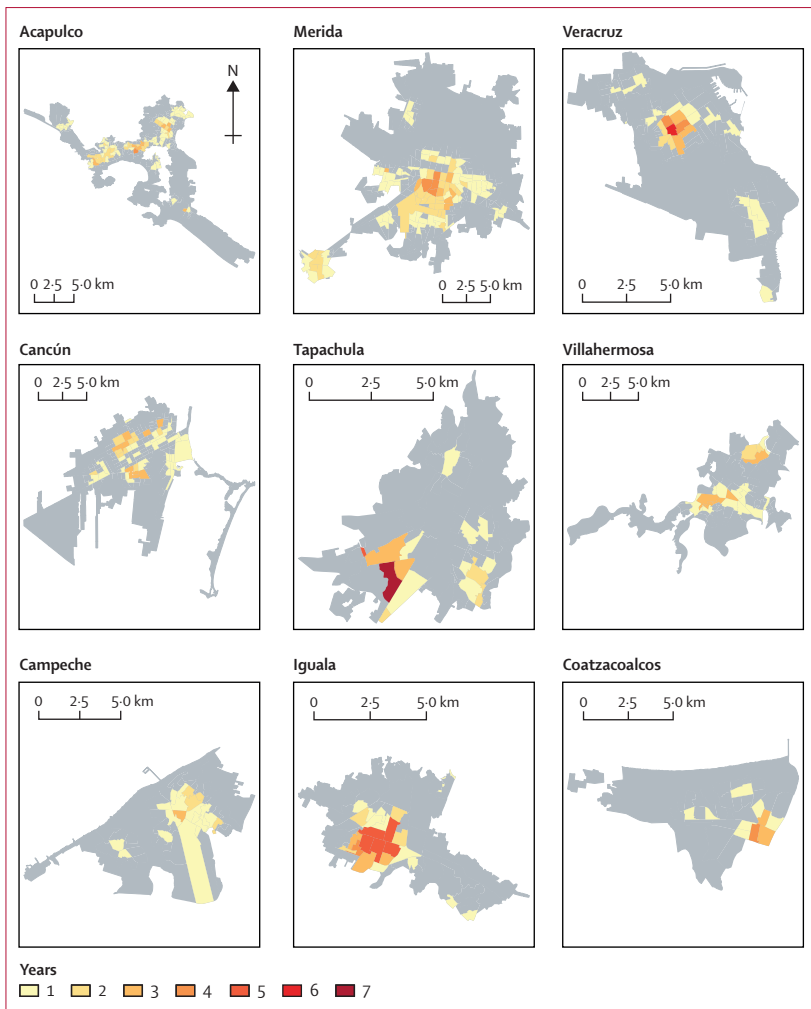 Acapulco
N
0 2·5 5·0 km
Merida
0 2·5 5·0 km
Veracruz
0 2·5 5·0 km
Cancún
0 2·5 5·0 km
Tapachula
0 2·5 5·0 km
Villahermosa
0 2·5 5·0 km
Campeche
0 2·5 5·0 km
Iguala
0 2·5 5·0 km
Coatzacoalcos
0 2·5 5·0 km
Years
1 2 3 4 5 6 7